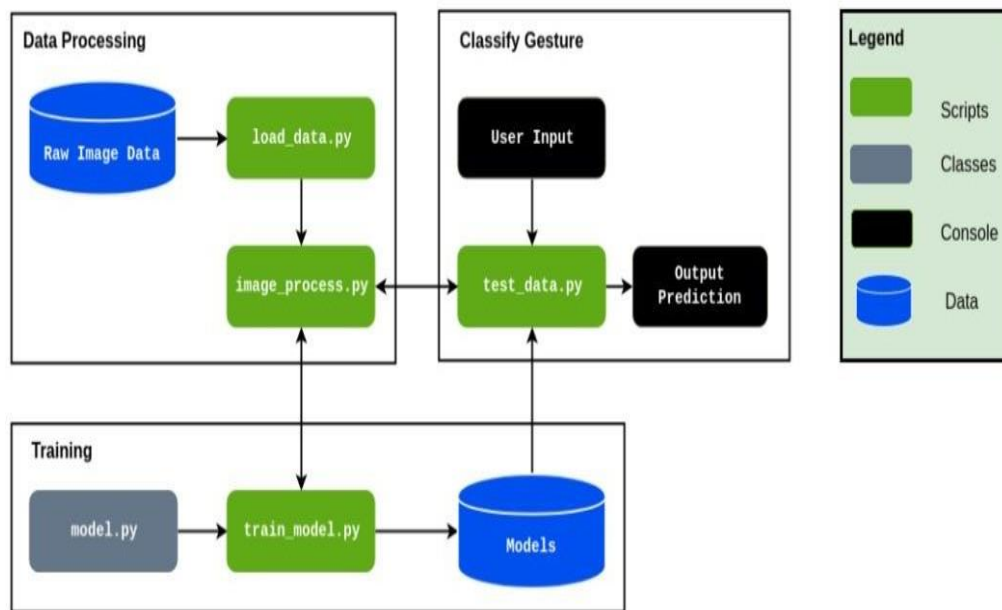 Data Processing
Raw Image Data
load_data.py
image_process.py
Classify Gesture
User Input
test_data.py
Output
Prediction
Training
model.py
train_model.py
Models
Legend
Scripts
Classes
Console
Data